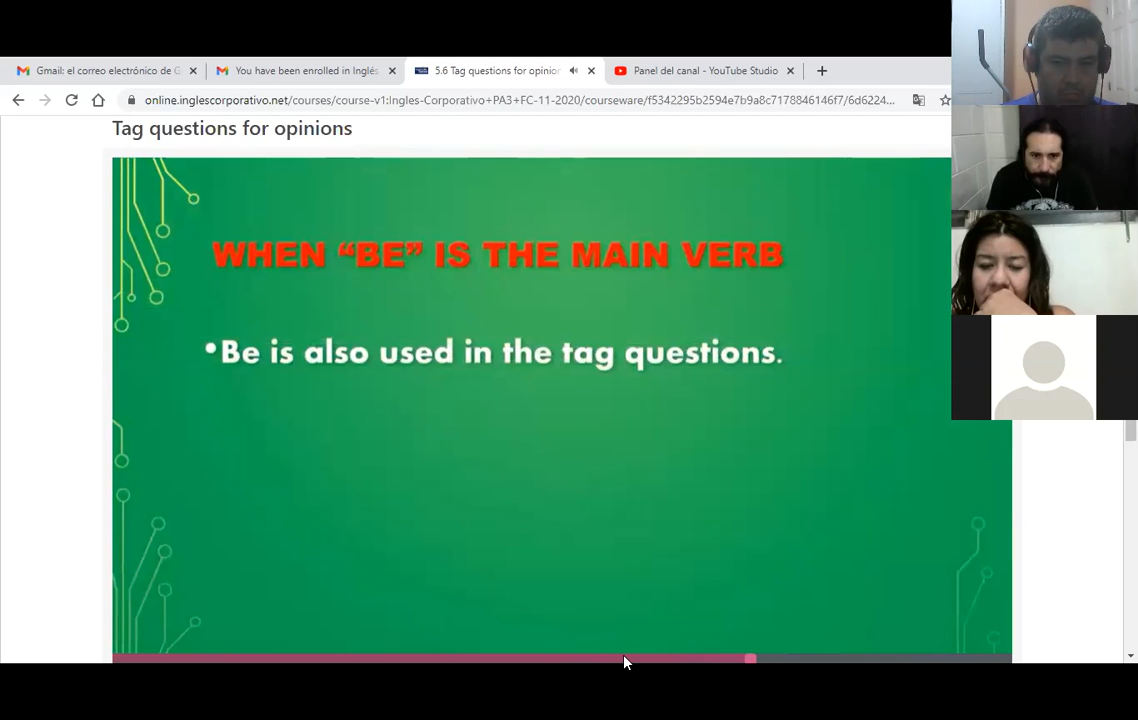 Gmail: el correo electrónico de G
You have been enrolled in Inglés
5.6 Tag questions for opinion
Panel del canal - YouTube Studio
online.inglescorporativo.net/courses/course-v1:Ingles-Corporativo+PA3+FC-11-2020/courseware/f5342295b2594e7b9a8c7178846146f7/6d6224...
Tag questions for opinions
WHEN “BE” IS THE MAIN VERB
•Be is also used in the tag questions.